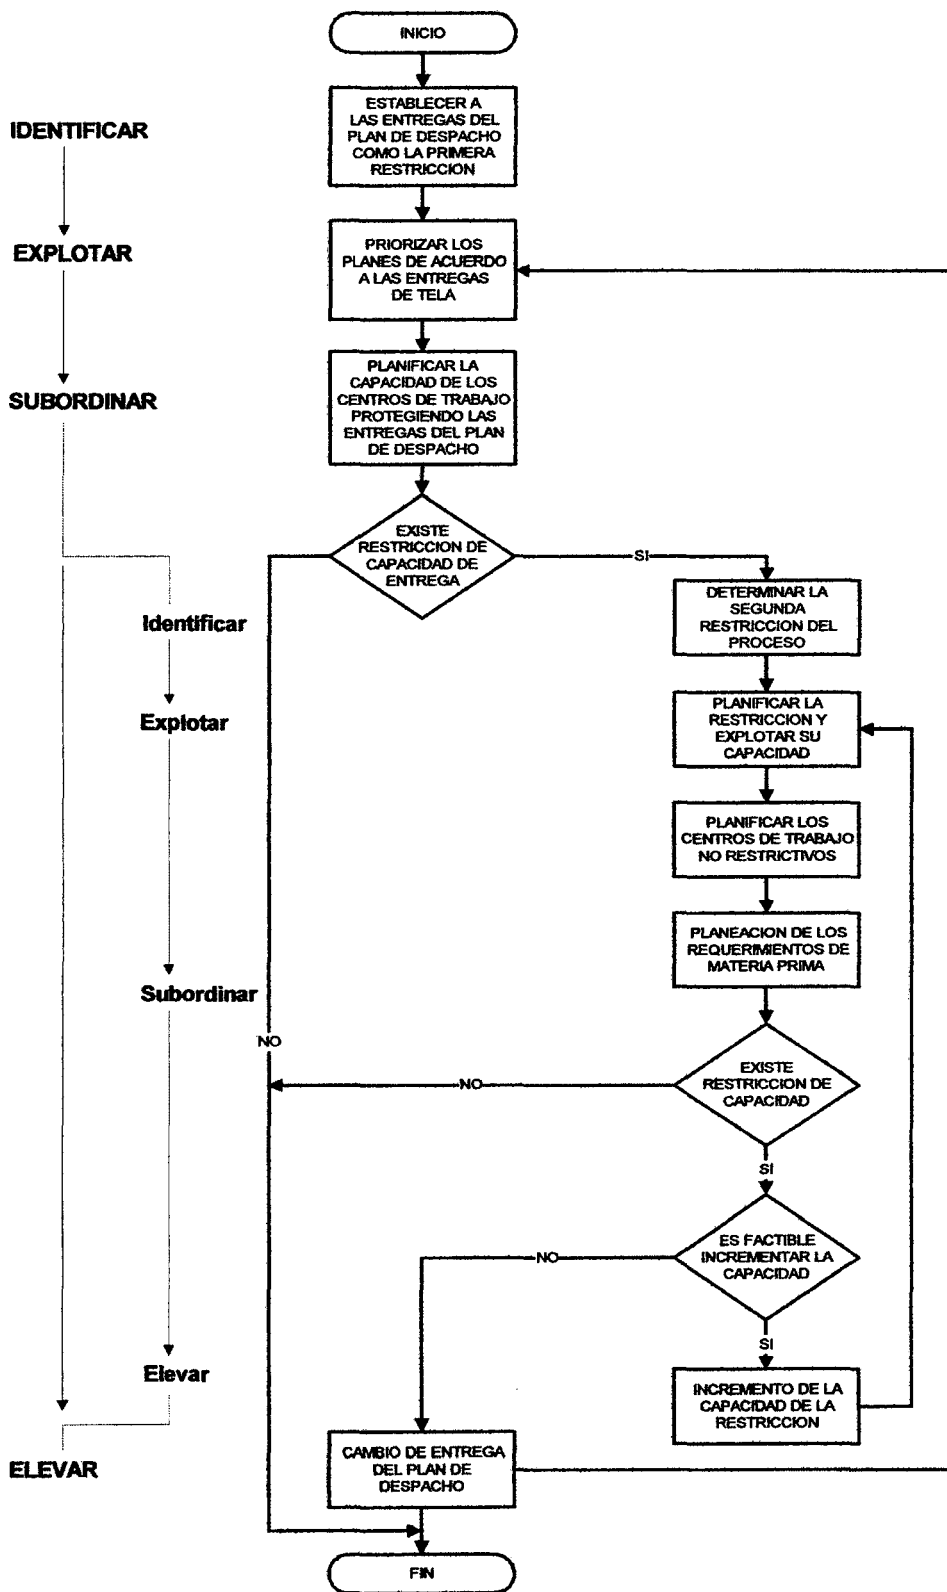 INICIO
ESTABLECER A
LAS ENTREGAS DEL
PLAN DE DESPACHO
COMO LA PRIMERA
RESTRICCION
IDENTIFICAR
EXPLOTAR
PRIORIZAR LOS
PLANES DE ACUERDO
A LAS ENTREGAS
DE TELA
SUBORDINAR
PLANIFICAR LA
CAPACIDAD DE LOS
CENTROS DE TRABAJO
PROTEGIENDO LAS
ENTREGAS DEL PLAN
DE DESPACHO
EXISTE
RESTRICCION DE
CAPACIDAD DE
ENTREGA
SI
DETERMINAR LA
SEGUNDA
RESTRICCION DEL
PROCESO
Identificar
Explotar
PLANIFICAR LA
RESTRICCION Y
EXPLOTAR SU
CAPACIDAD
PLANIFICAR LOS
CENTROS DE TRABAJO
NO RESTRICTIVOS
PLANEACION DE LOS
REQUERIMIENTOS DE
MATERIA PRIMA
Subordinar
NO
EXISTE
RESTRICCION DE
CAPACIDAD
NO
SI
ES FACTIBLE
INCREMENTAR LA
CAPACIDAD
NO
SI
Elevar
INCREMENTO DE LA
CAPACIDAD DE LA
RESTRICCION
ELEVAR
CAMBIO DE ENTREGA
DEL PLAN DE
DESPACHO
FIN